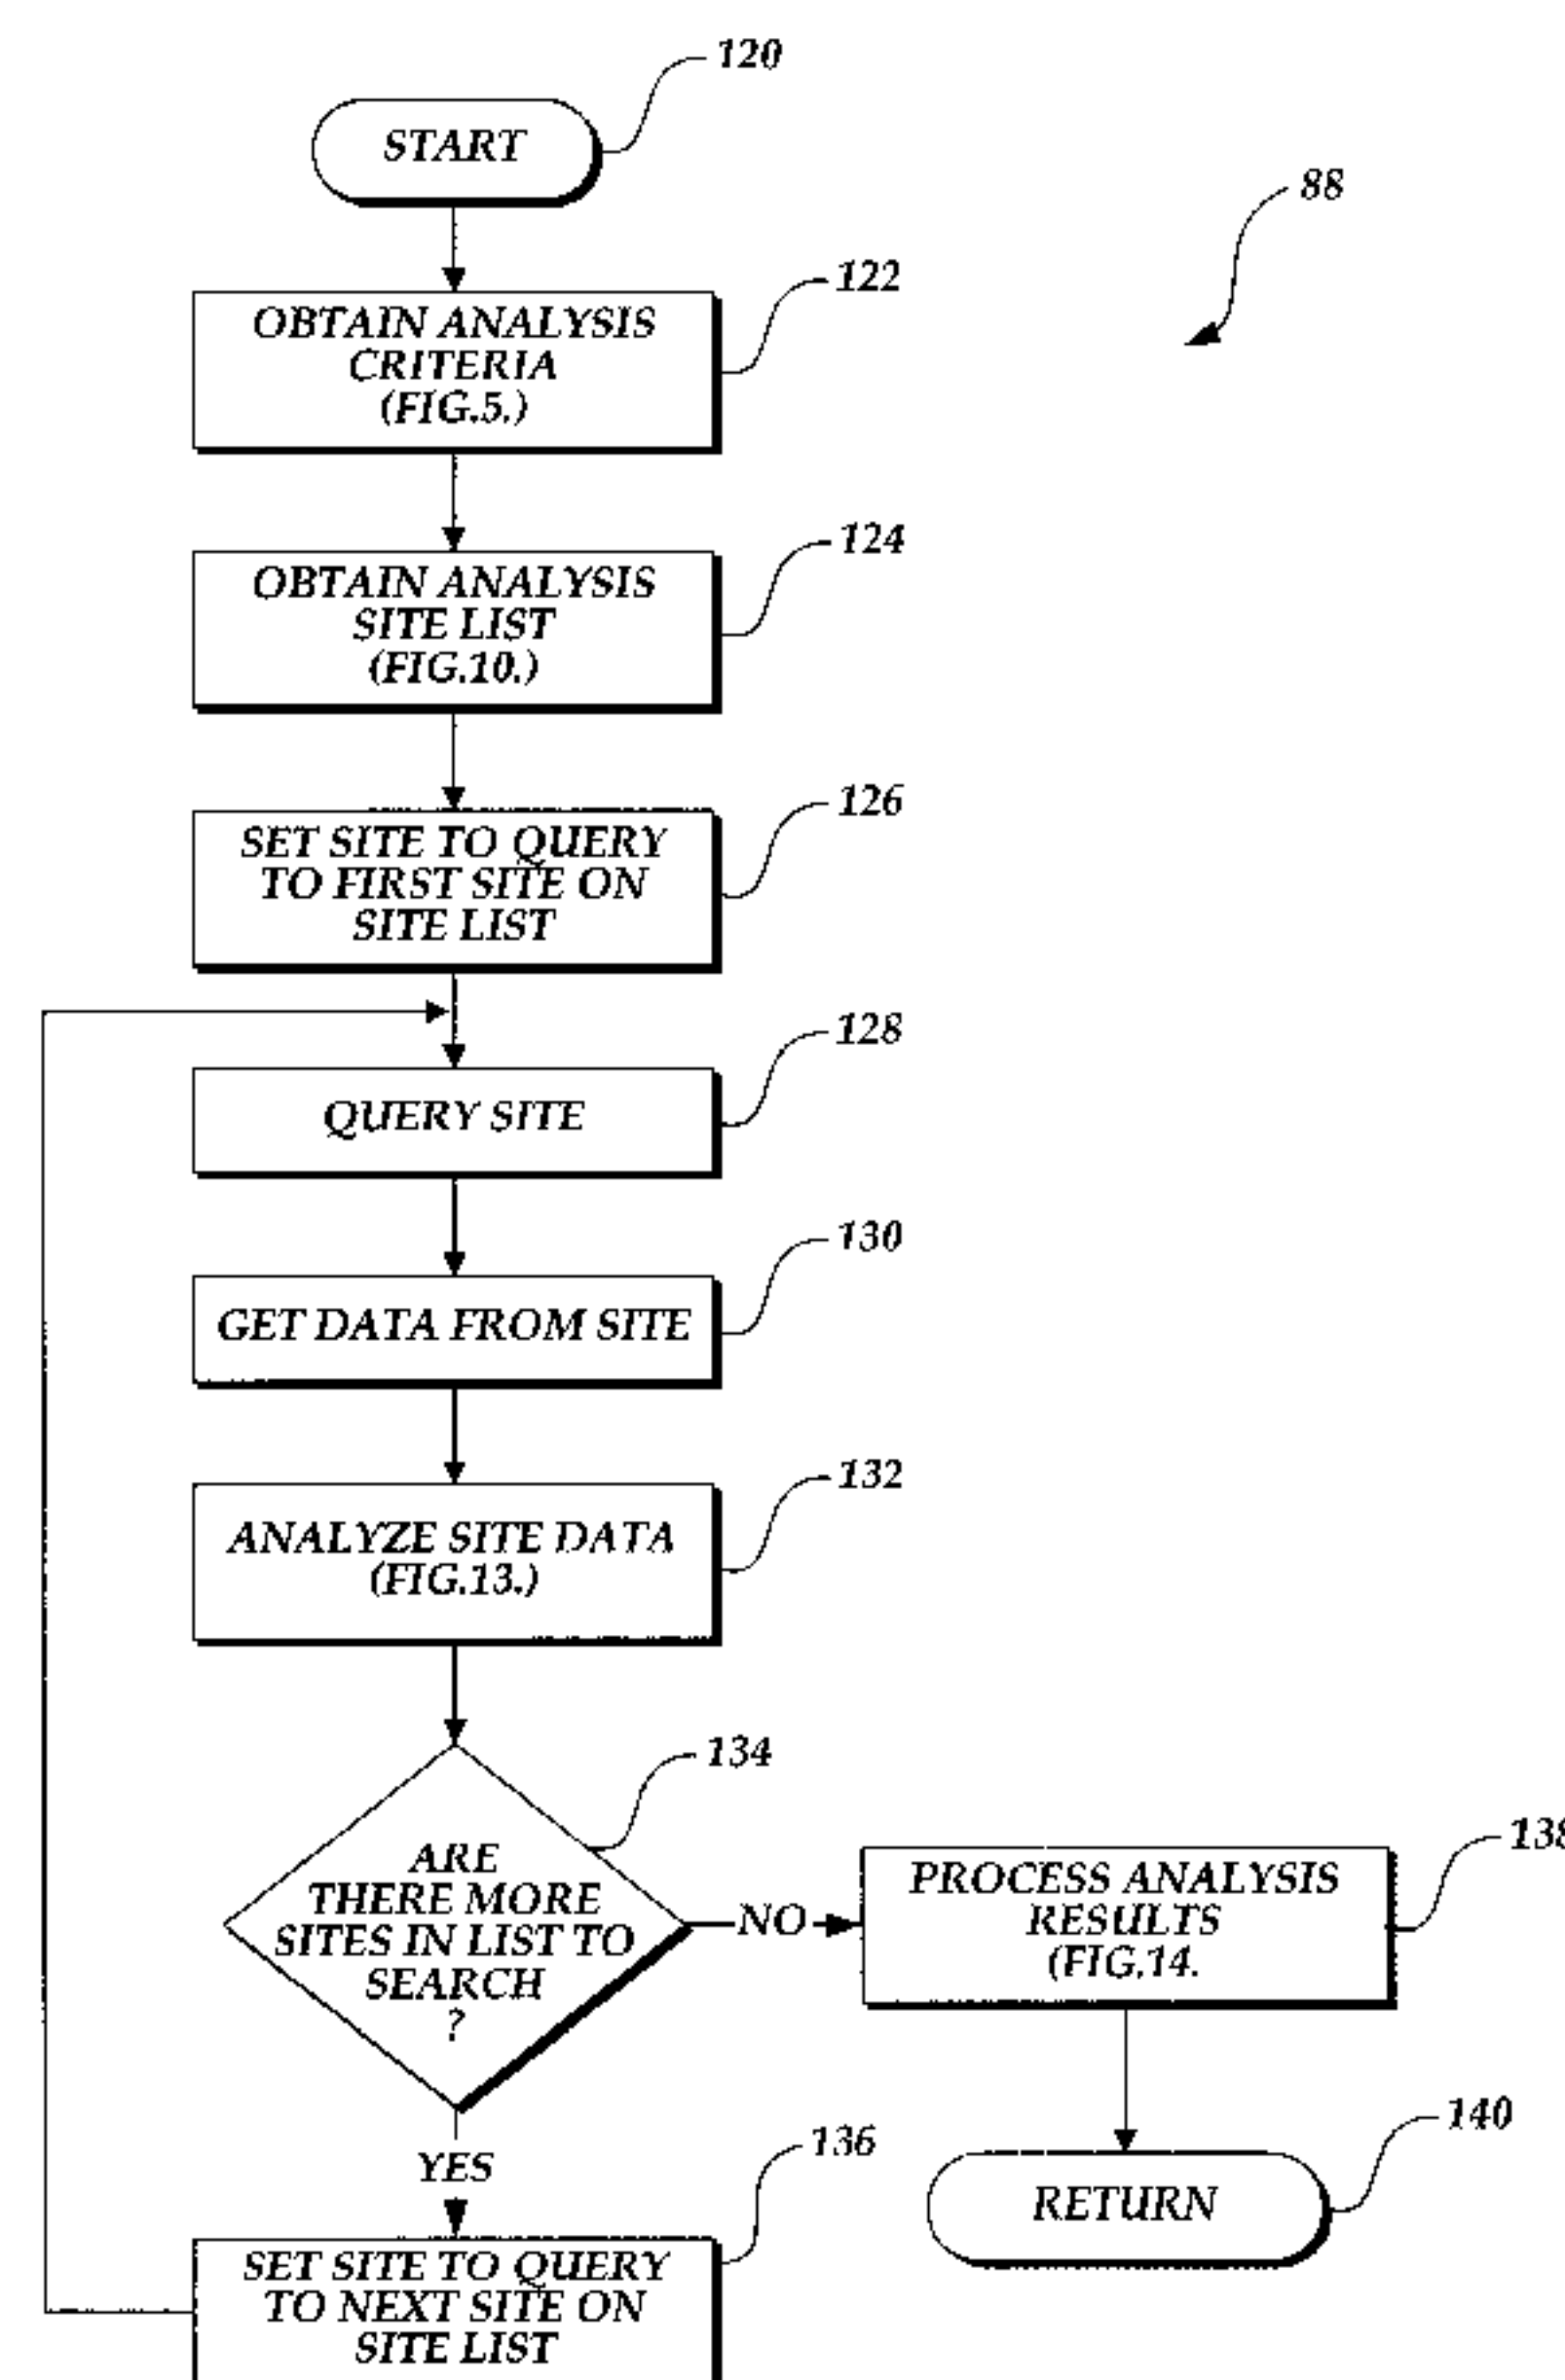 120
START
88
122
OBTAIN ANALYSIS
CRITERIA
(FIG.5.)
124
OBTAIN ANALYSIS
SITE LIST
(FIG.10.)
126
SET SITE TO QUERY
TO FIRST SITE ON
SITE LIST
128
QUERY SITE
130
GET DATA FROM SITE
132
ANALYZE SITE DATA
(FIG.13.)
134
ARE
THERE MORE
SITES IN LIST TO
SEARCH
?
NO
138
PROCESS ANALYSIS
RESULTS
(FIG.14.
YES
136
SET SITE TO QUERY
TO NEXT SITE ON
SITE LIST
140
RETURN